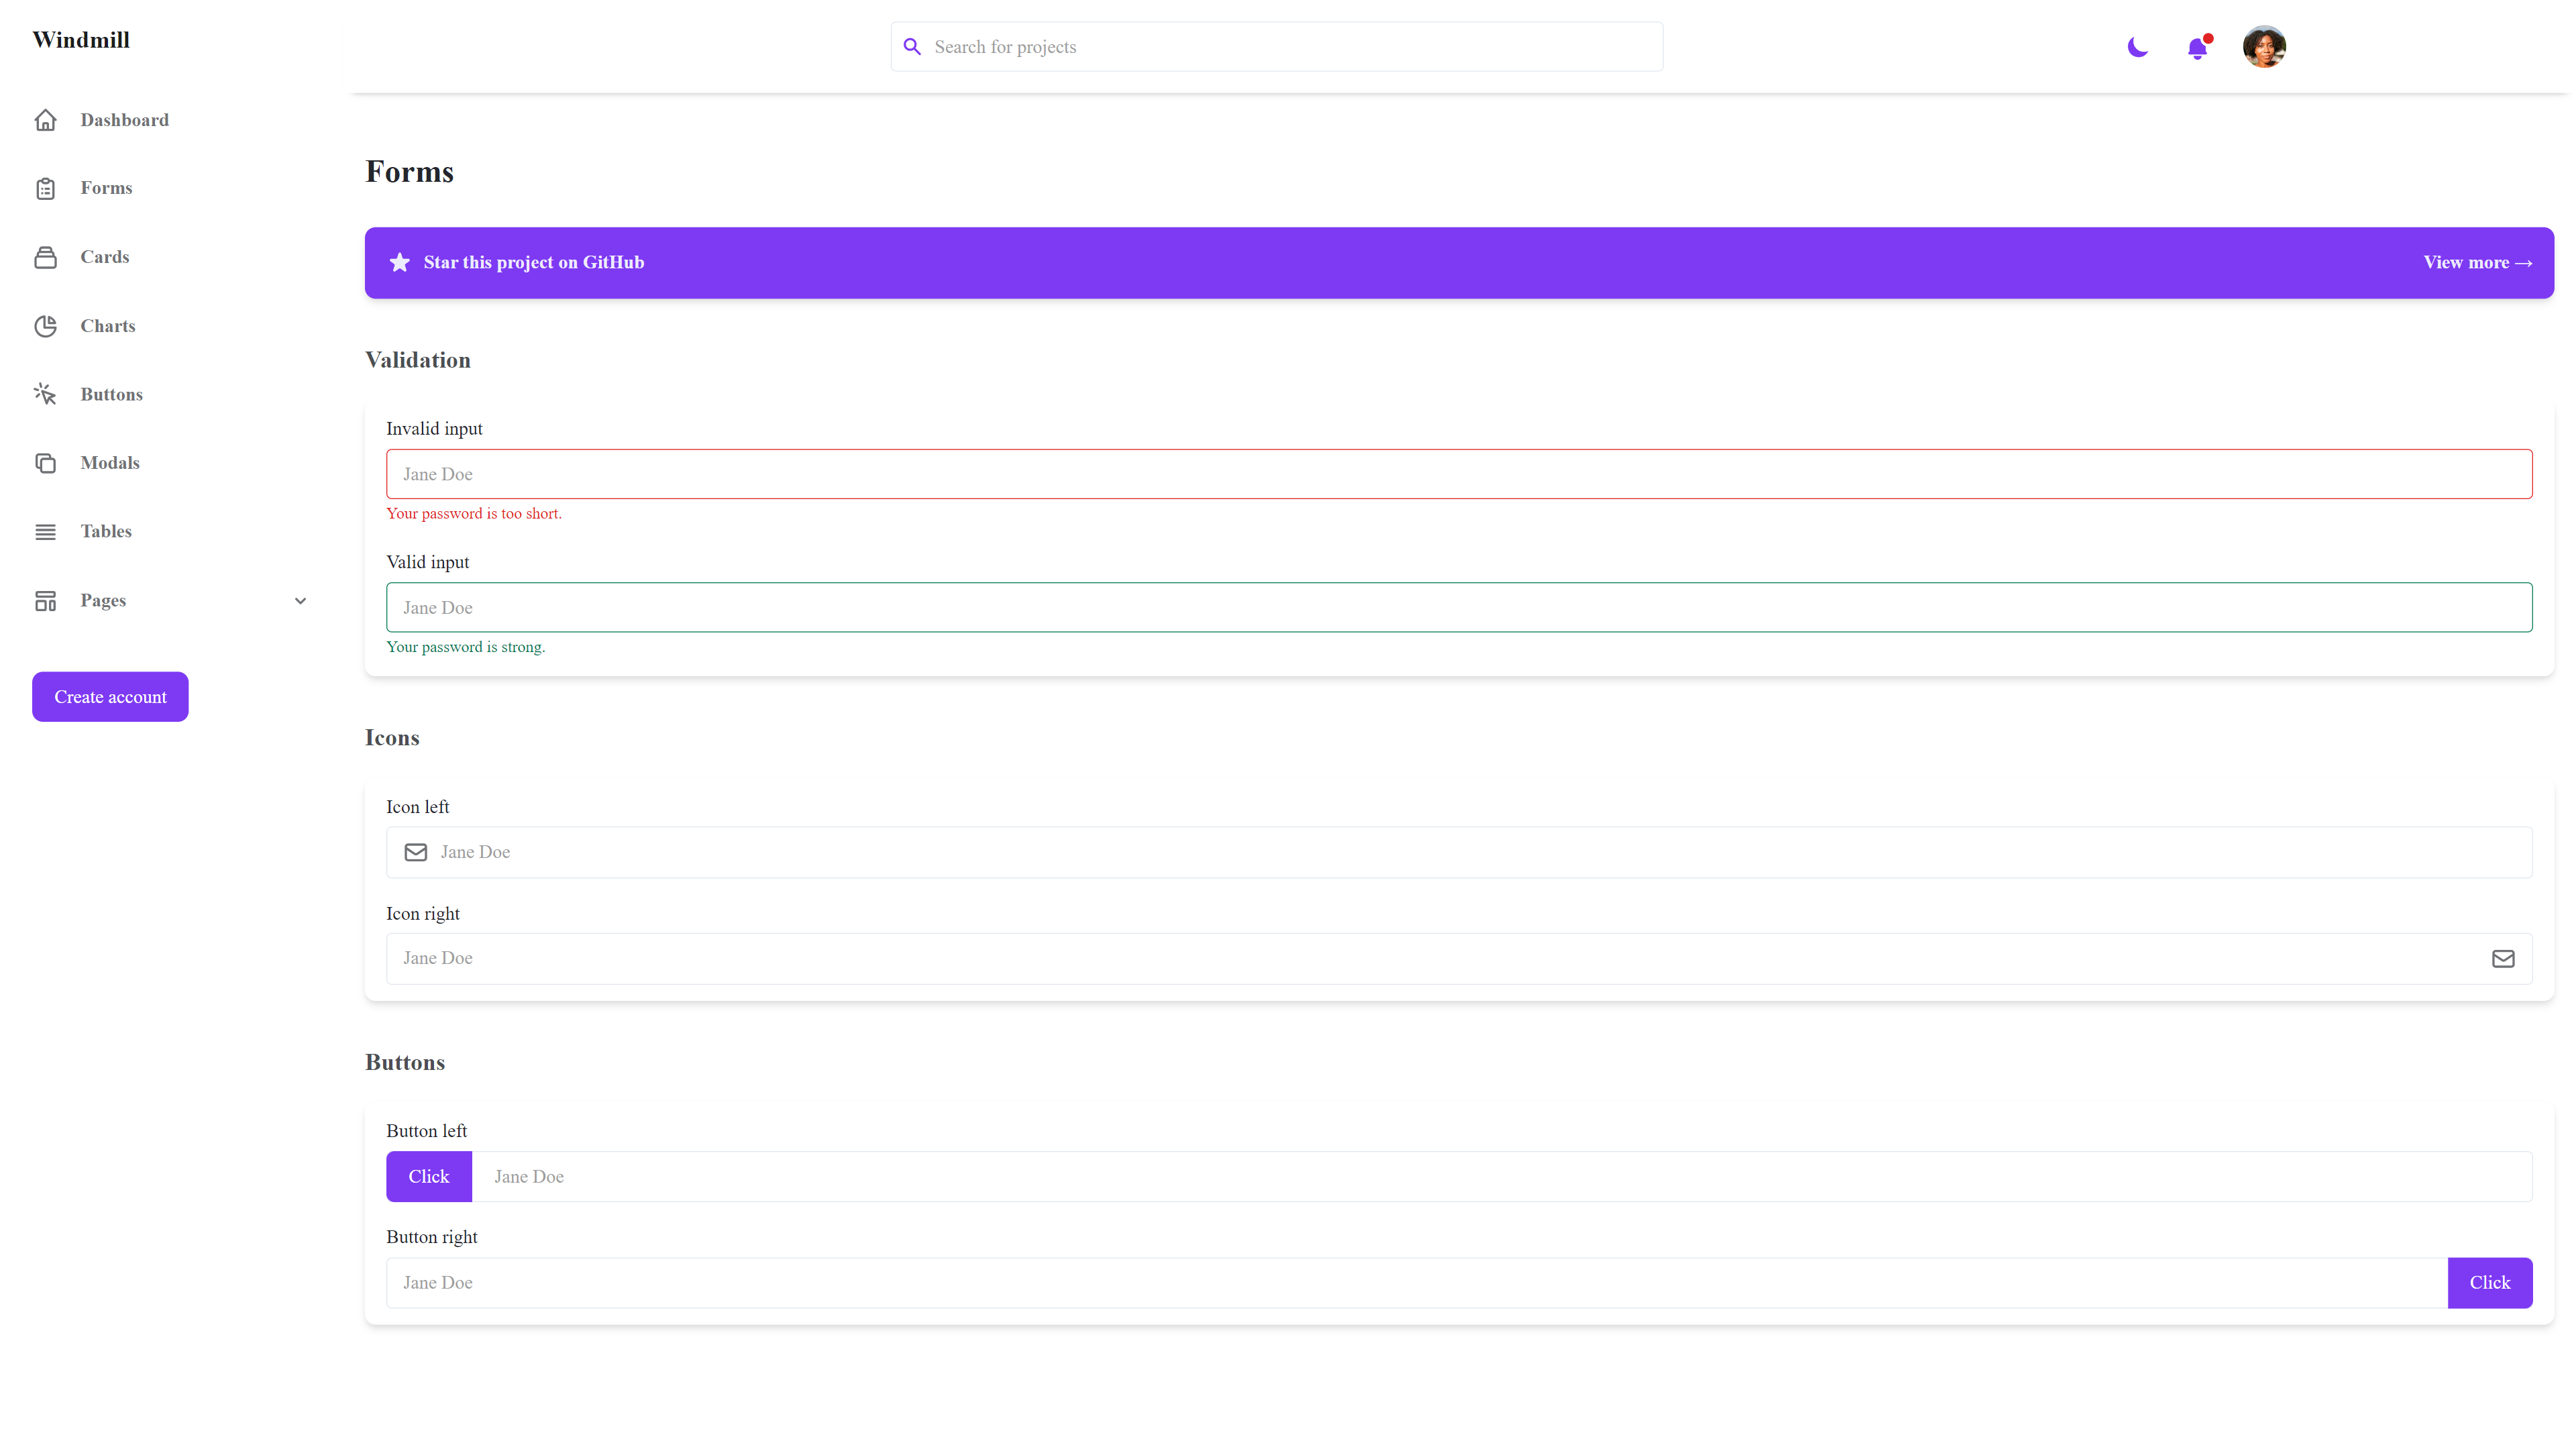 Windmill
Search for projects
Dashboard
Forms
Cards
Charts
Buttons
Modals
Tables
Pages
Create account
Forms
Star this project on GitHub
View more →
Validation
Invalid input
Jane Doe
Your password is too short.
Valid input
Jane Doe
Your password is strong.
Icons
Icon left
Jane Doe
Icon right
Jane Doe
Buttons
Button left
Click Jane Doe
Button right
Jane Doe Click